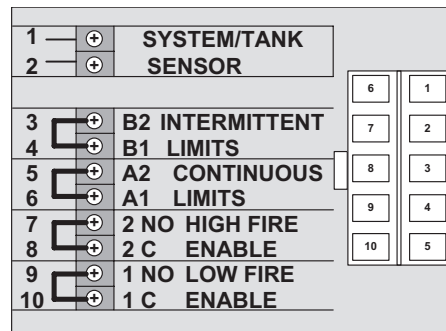 1 SYSTEM/TANK
2 SENSOR
3 B2 INTERMITTENT
4 B1 LIMITS
5 A2 CONTINUOUS
6 A1 LIMITS
7 2 NO HIGH FIRE
8 2 C ENABLE
9 1 NO LOW FIRE
10 1 C ENABLE
6 1
7 2
8 3
9 4
10 5